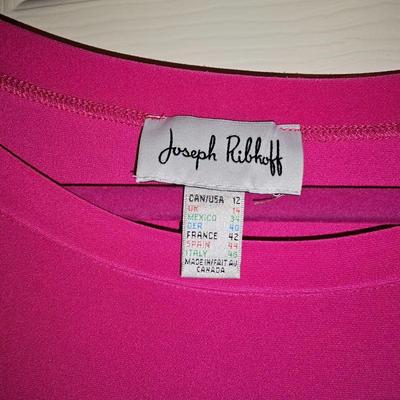 Joseph Ribkoff
CAN/USA 12
UK 14
MEXICO 34
DER 40
FRANCE 42
SPAIN 44
ITALY 46
MADE IN/FAIT AU
CANADA